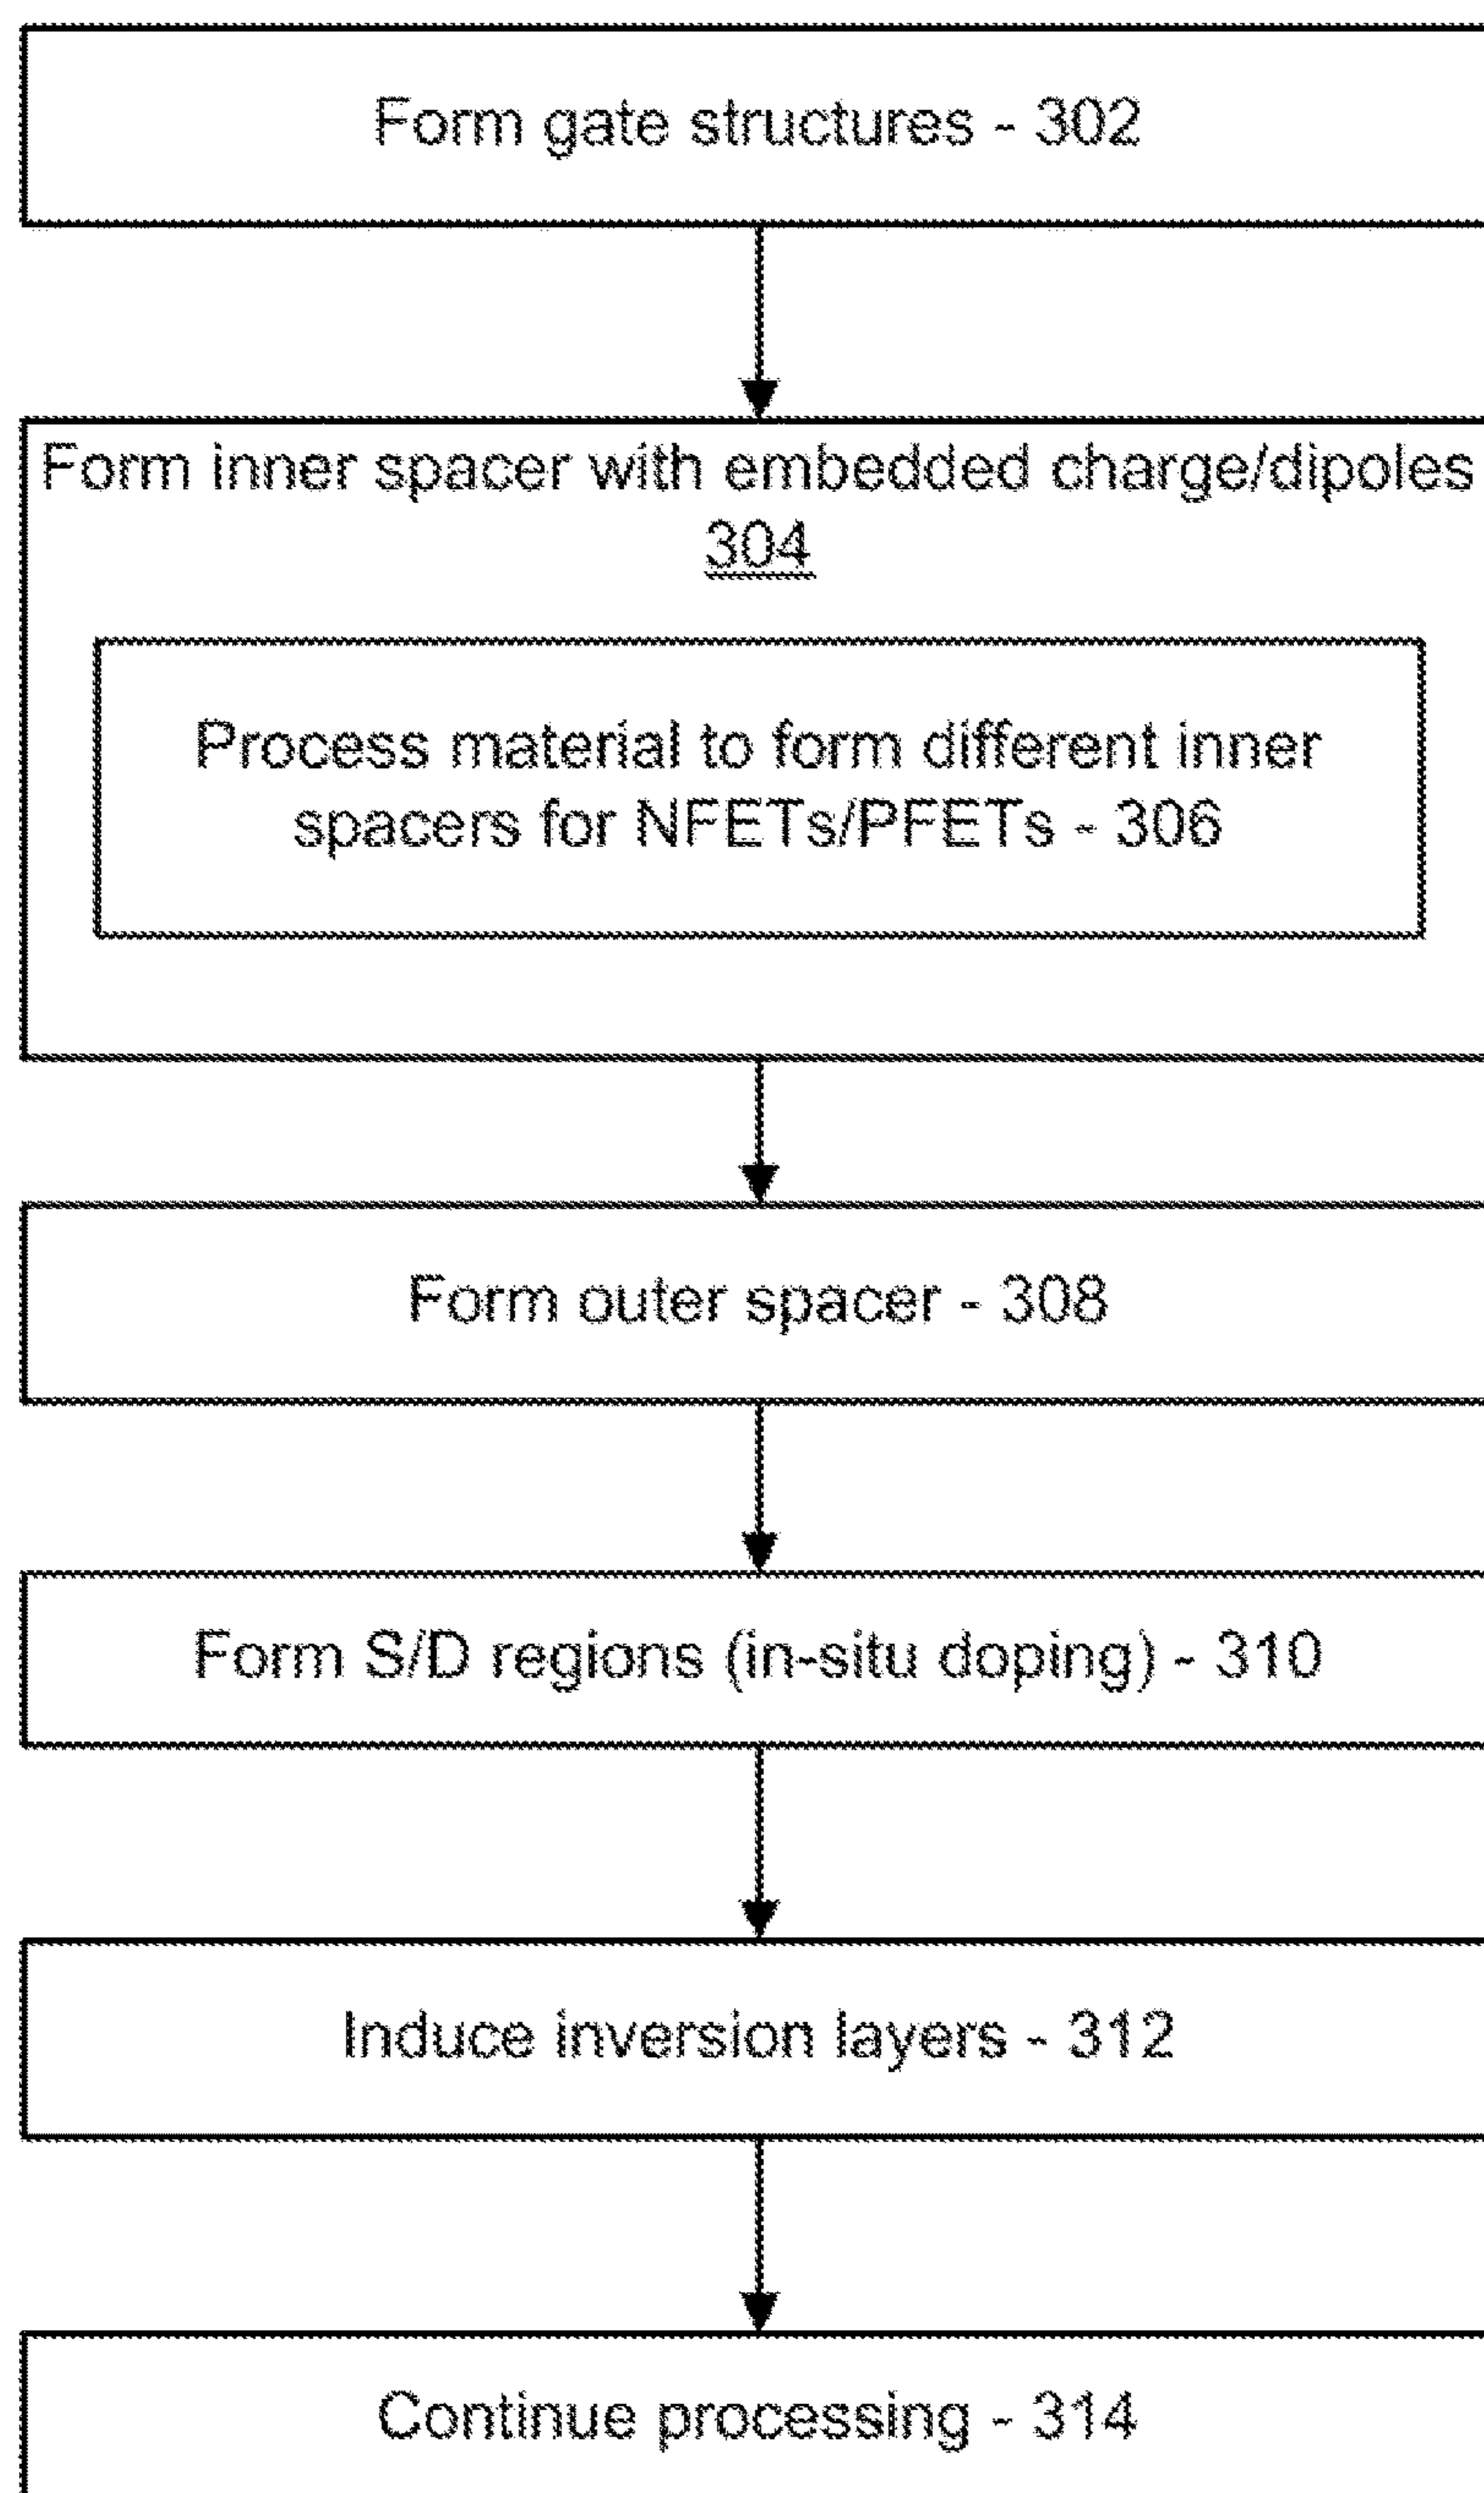 Form gate structures - 302
Form inner spacer with embedded charge/dipoles
304
Process material to form different inner
spacers for NFETs/PFETs - 306
Form outer spacer - 308
Form S/D regions (in-situ doping) - 310
Induce inversion layers - 312
Continue processing - 314